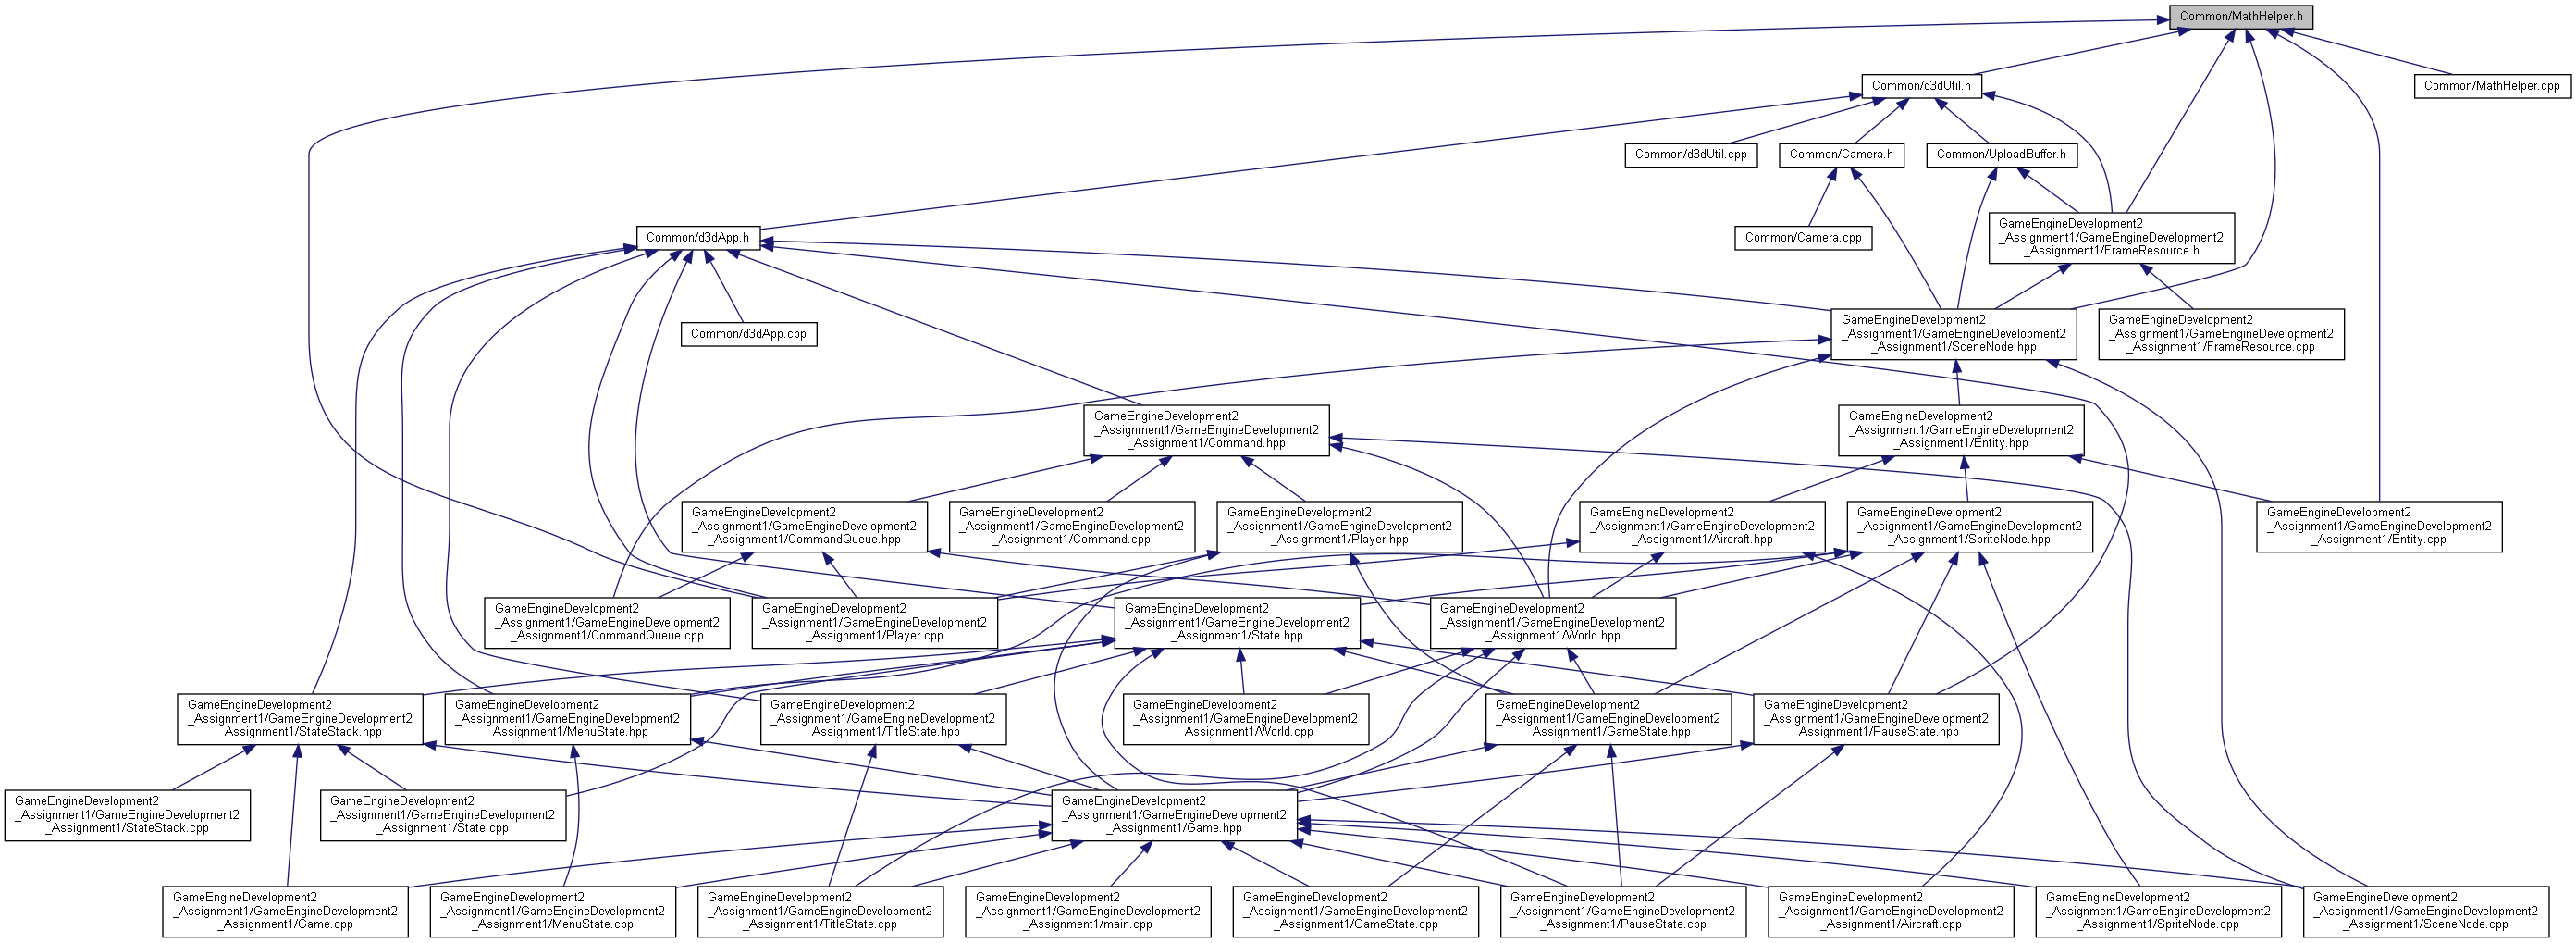 Common/MathHelper.h
Common/d3dUtil.h
Common/MathHelper.cpp
Common/d3dUtil.cpp
Common/Camera.h
Common/UploadBuffer.h
Common/d3dApp.h
Common/Camera.cpp
GameEngineDevelopment2
_Assignment1/GameEngineDevelopment2
_Assignment1/FrameResource.h
Common/d3dApp.cpp
GameEngineDevelopment2
_Assignment1/GameEngineDevelopment2
_Assignment1/SceneNode.hpp
GameEngineDevelopment2
_Assignment1/GameEngineDevelopment2
_Assignment1/FrameResource.cpp
GameEngineDevelopment2
_Assignment1/GameEngineDevelopment2
_Assignment1/Command.hpp
GameEngineDevelopment2
_Assignment1/GameEngineDevelopment2
_Assignment1/Entity.hpp
GameEngineDevelopment2
_Assignment1/GameEngineDevelopment2
_Assignment1/CommandQueue.hpp
GameEngineDevelopment2
_Assignment1/GameEngineDevelopment2
_Assignment1/Command.cpp
GameEngineDevelopment2
_Assignment1/GameEngineDevelopment2
_Assignment1/Player.hpp
GameEngineDevelopment2
_Assignment1/GameEngineDevelopment2
_Assignment1/Aircraft.hpp
GameEngineDevelopment2
_Assignment1/GameEngineDevelopment2
_Assignment1/SpriteNode.hpp
GameEngineDevelopment2
_Assignment1/GameEngineDevelopment2
_Assignment1/Entity.cpp
GameEngineDevelopment2
_Assignment1/GameEngineDevelopment2
_Assignment1/CommandQueue.cpp
GameEngineDevelopment2
_Assignment1/GameEngineDevelopment2
_Assignment1/Player.cpp
GameEngineDevelopment2
_Assignment1/GameEngineDevelopment2
_Assignment1/State.hpp
GameEngineDevelopment2
_Assignment1/GameEngineDevelopment2
_Assignment1/World.hpp
GameEngineDevelopment2
_Assignment1/GameEngineDevelopment2
_Assignment1/StateStack.hpp
GameEngineDevelopment2
_Assignment1/GameEngineDevelopment2
_Assignment1/MenuState.hpp
GameEngineDevelopment2
_Assignment1/GameEngineDevelopment2
_Assignment1/TitleState.hpp
GameEngineDevelopment2
_Assignment1/GameEngineDevelopment2
_Assignment1/World.cpp
GameEngineDevelopment2
_Assignment1/GameEngineDevelopment2
_Assignment1/GameState.hpp
GameEngineDevelopment2
_Assignment1/GameEngineDevelopment2
_Assignment1/PauseState.hpp
GameEngineDevelopment2
_Assignment1/GameEngineDevelopment2
_Assignment1/StateStack.cpp
GameEngineDevelopment2
_Assignment1/GameEngineDevelopment2
_Assignment1/State.cpp
GameEngineDevelopment2
_Assignment1/GameEngineDevelopment2
_Assignment1/Game.hpp
GameEngineDevelopment2
_Assignment1/GameEngineDevelopment2
_Assignment1/Game.cpp
GameEngineDevelopment2
_Assignment1/GameEngineDevelopment2
_Assignment1/MenuState.cpp
GameEngineDevelopment2
_Assignment1/GameEngineDevelopment2
_Assignment1/TitleState.cpp
GameEngineDevelopment2
_Assignment1/GameEngineDevelopment2
_Assignment1/main.cpp
GameEngineDevelopment2
_Assignment1/GameEngineDevelopment2
_Assignment1/GameState.cpp
GameEngineDevelopment2
_Assignment1/GameEngineDevelopment2
_Assignment1/PauseState.cpp
GameEngineDevelopment2
_Assignment1/GameEngineDevelopment2
_Assignment1/Aircraft.cpp
GameEngineDevelopment2
_Assignment1/GameEngineDevelopment2
_Assignment1/SpriteNode.cpp
GameEngineDevelopment2
_Assignment1/GameEngineDevelopment2
_Assignment1/SceneNode.cpp